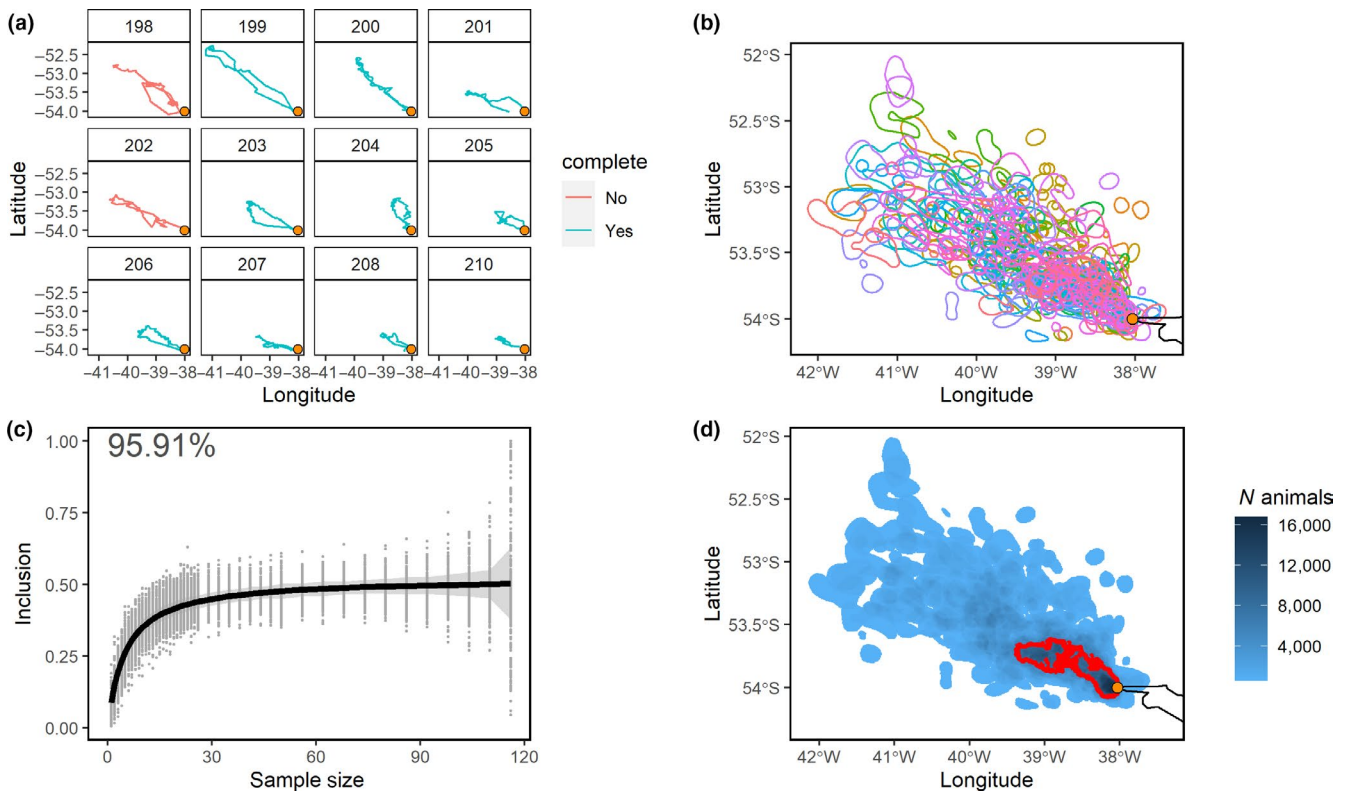 (a)
198 199 200 201
−52.5
−53.0
−53.5
−54.0
202 203 204 205
−52.5
−53.0
−53.5
−54.0
206 207 208 210
−52.5
−53.0
−53.5
−54.0
−41 −40 −39 −38 −41 −40 −39 −38 −41 −40 −39 −38 −41 −40 −39 −38
Longitude
Latitude
complete
No
Yes
(b)
52°S
52.5°S
53°S
53.5°S
54°S
42°W 41°W 40°W 39°W 38°W
Longitude
Latitude
(c)
95.91%
1.00
0.75
0.50
0.25
0.00
0 30 60 90 120
Sample size
Inclusion
(d)
52°S
52.5°S
53°S
53.5°S
54°S
42°W 41°W 40°W 39°W 38°W
Longitude
Latitude
N animals
16,000
12,000
8,000
4,000